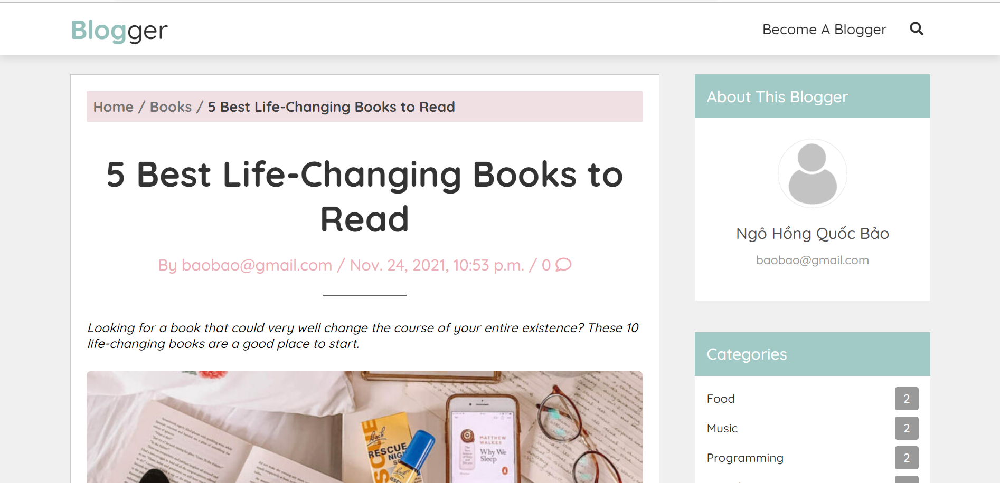 Blogger
Become A Blogger
Home / Books / 5 Best Life-Changing Books to Read
5 Best Life-Changing Books to
Read
By baobao@gmail.com / Nov. 24, 2021, 10:53 p.m. / 0
Looking for a book that could very well change the course of your entire existence? These 10
life-changing books are a good place to start.
bach
RESCUE
NIGH
bach
MATTHEW
WALKER
Why We
Sleep
About This Blogger
Ngô Hồng Quốc Bảo
baobao@gmail.com
Categories
Food 2
Music 2
Programming 2